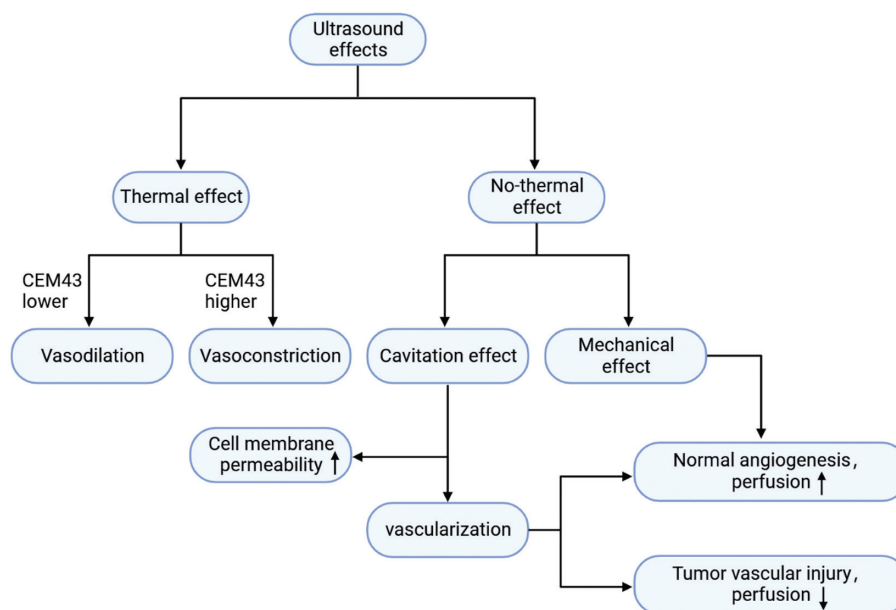 Ultrasound
effects
Thermal effect
No-thermal
effect
CEM43
lower
CEM43
higher
Vasodilation
Vasoconstriction
Cavitation effect
Mechanical
effect
Cell membrane
permeability ↑
Normal angiogenesis,
perfusion ↑
vascularization
Tumor vascular injury,
perfusion ↓